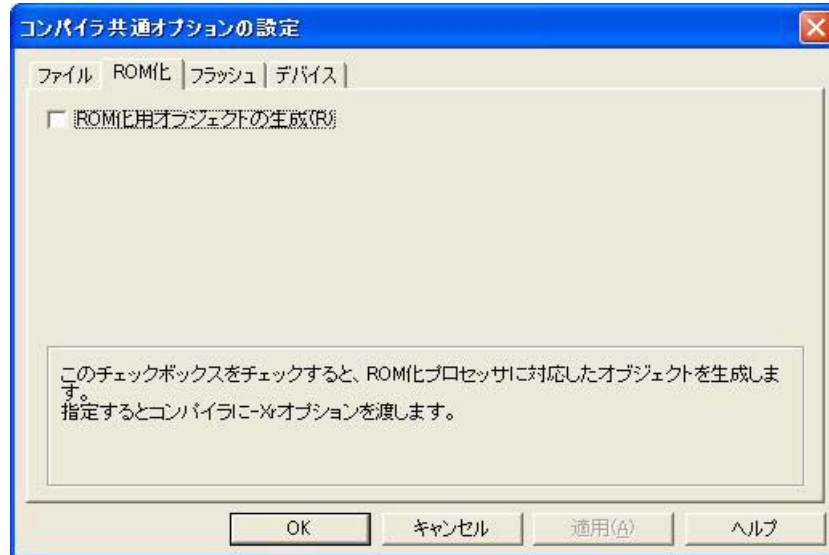 コンパイラ共通オプションの設定
ファイル ROM化 フラッシュ デバイス
ROM化用オブジェクトの生成(R)
このチェックボックスをチェックすると、ROM化プロセッサに対応したオブジェクトを生成しま
す。
指定するとコンパイラに-Xrオプションを渡します。
OK キャンセル 適用(A) ヘルプ